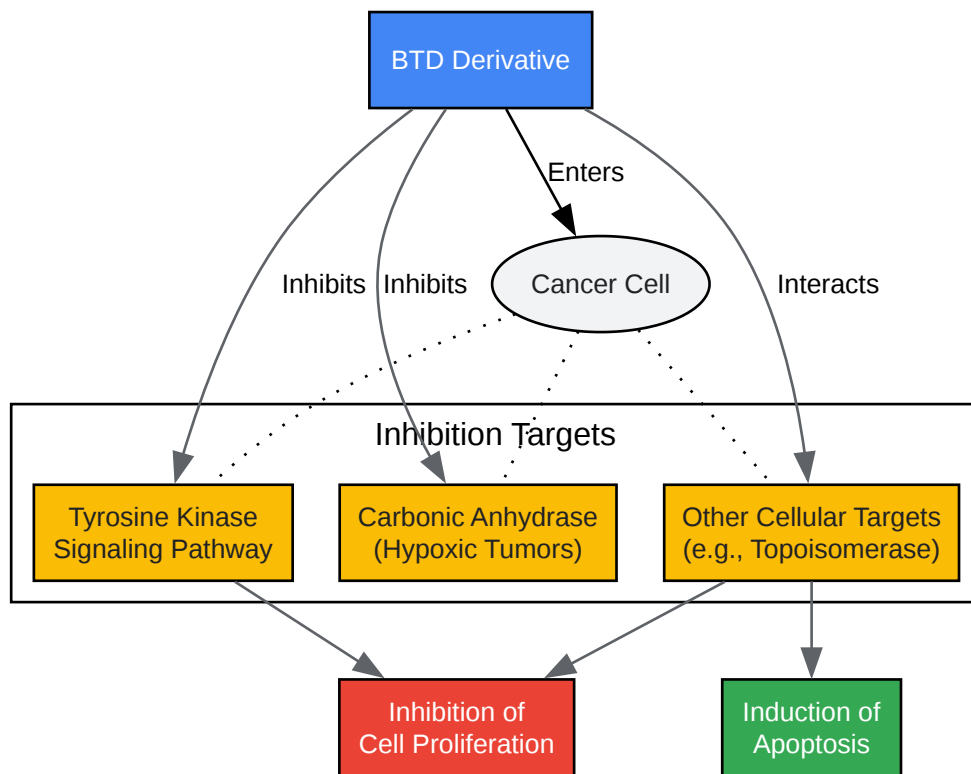 BTD Derivative
Enters
Inhibits
Inhibits
Cancer Cell
Interacts
Inhibition Targets
Tyrosine Kinase
Signaling Pathway
Carbonic Anhydrase
(Hypoxic Tumors)
Other Cellular Targets
(e.g., Topoisomerase)
Inhibition of
Cell Proliferation
Induction of
Apoptosis